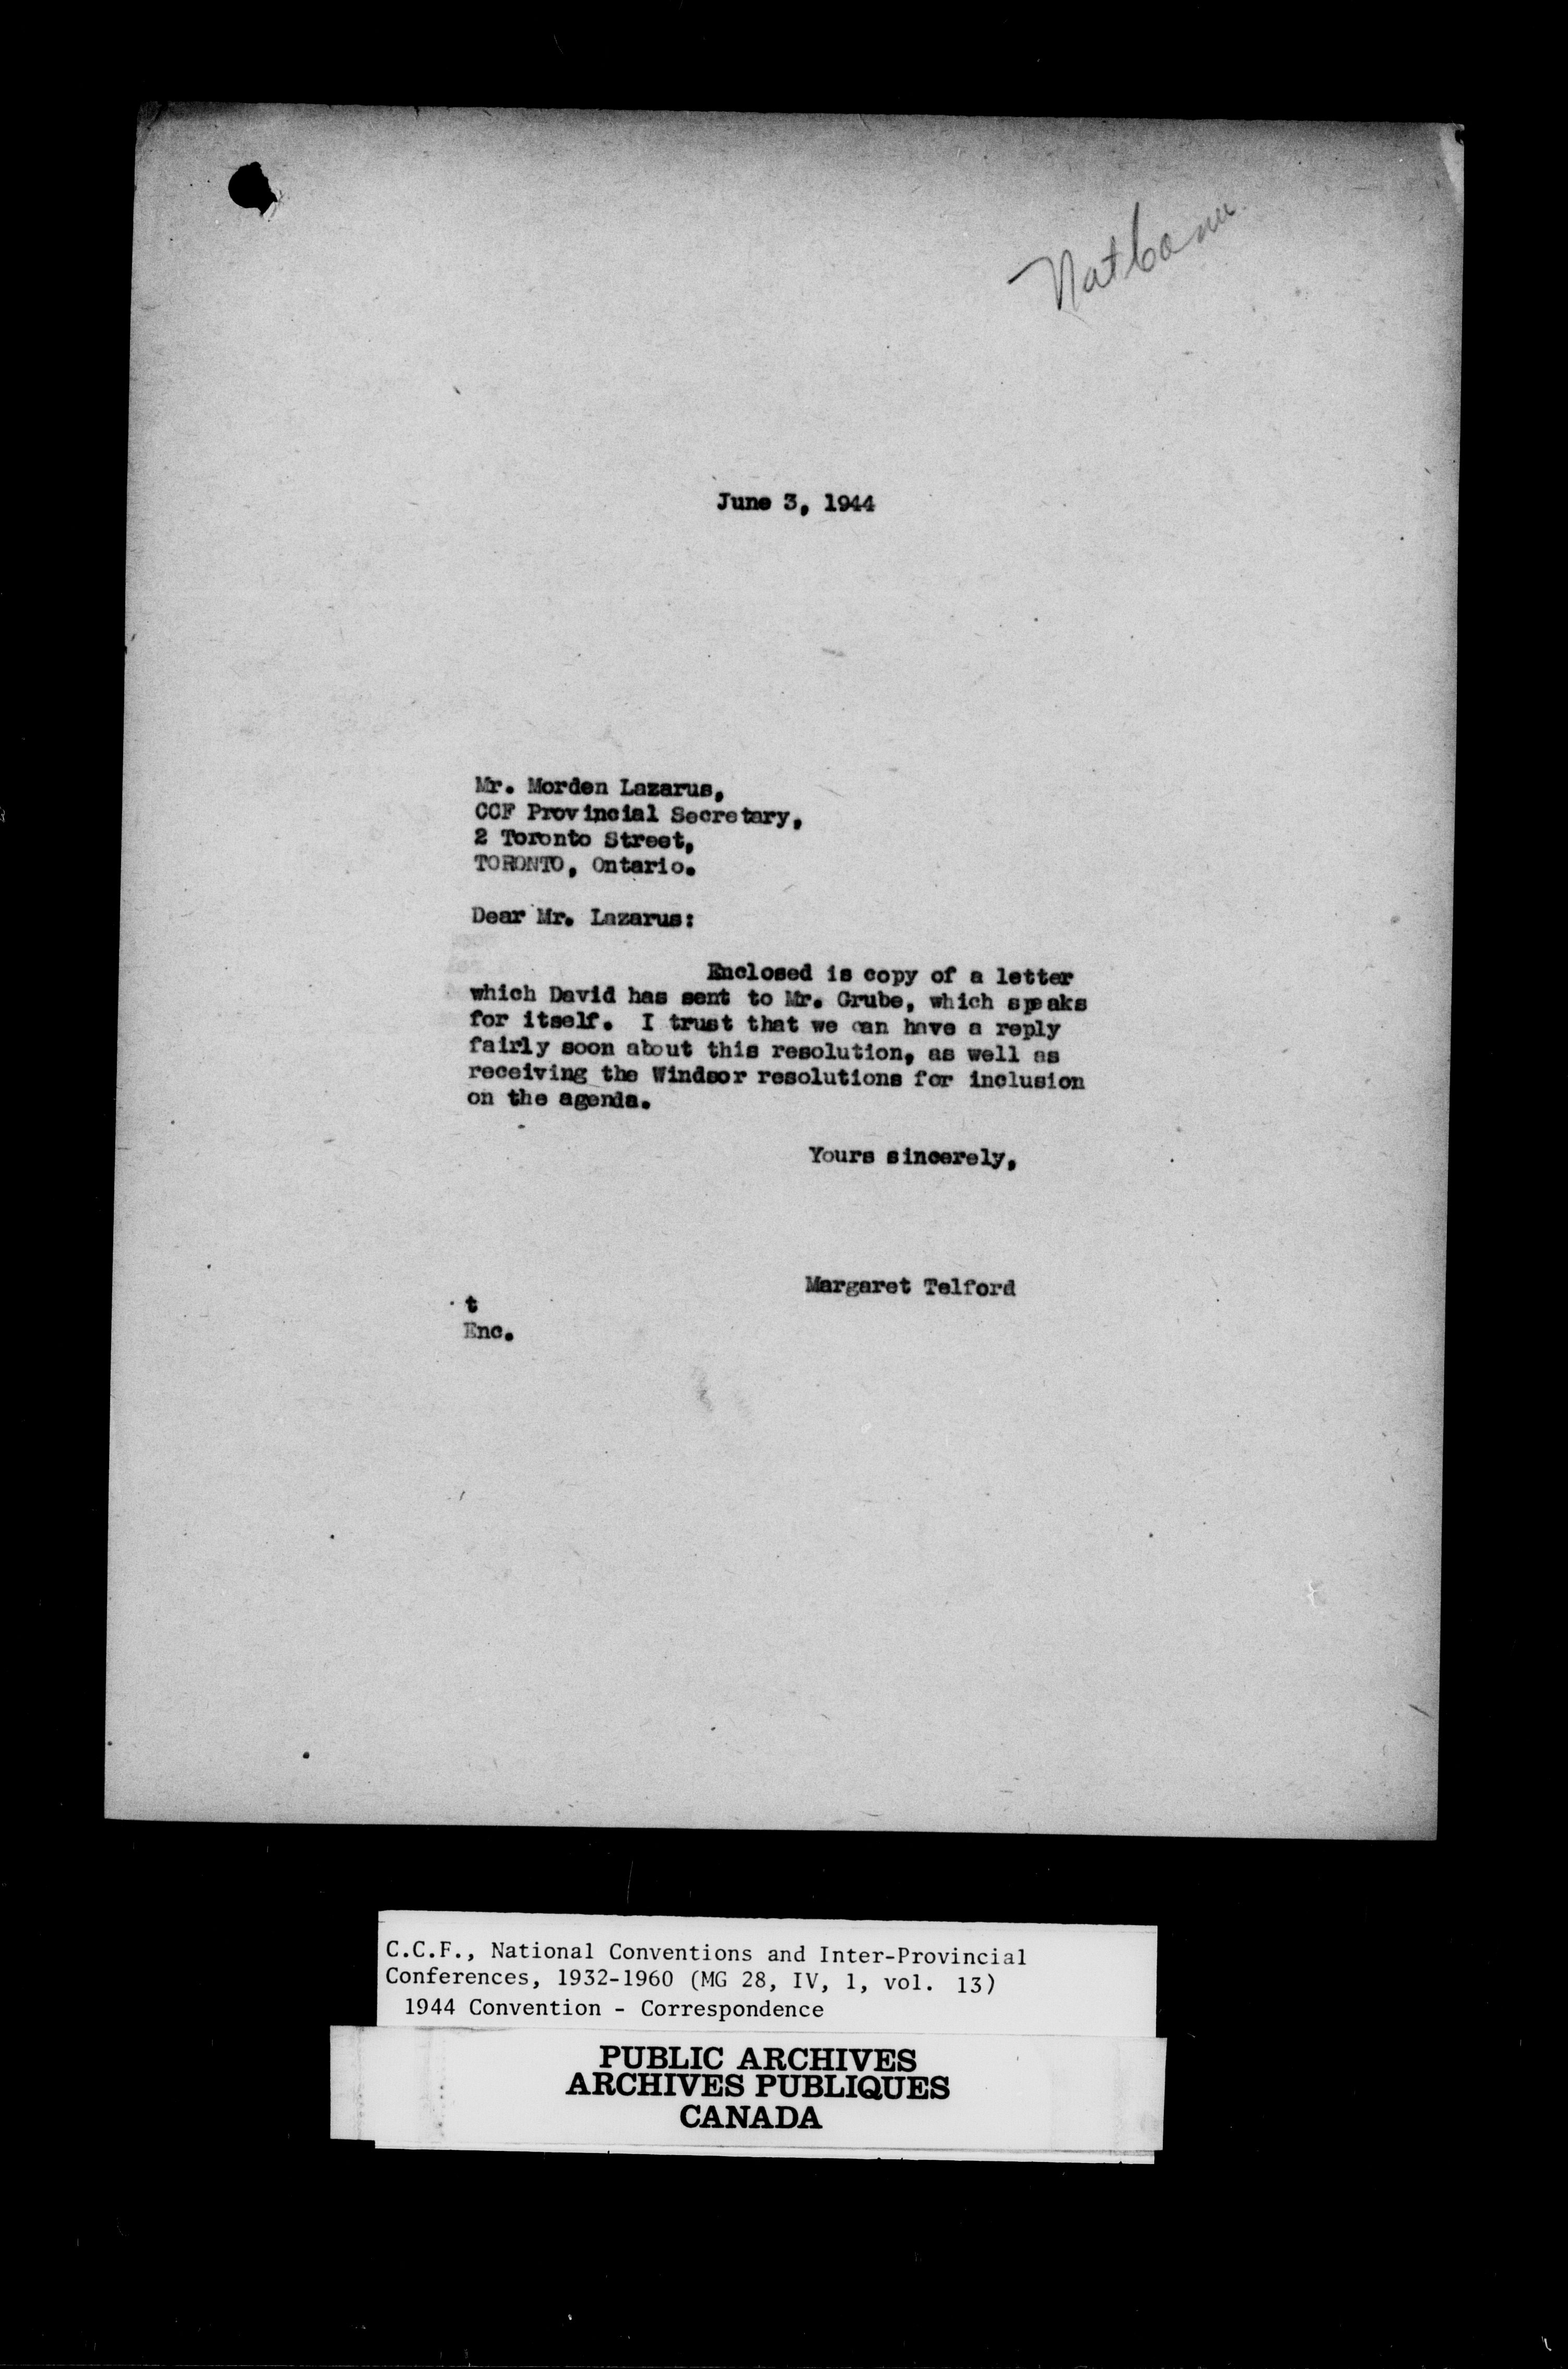 Nat Conv.
June 3, 1944
Mr. Morden Lazarus,
CCF Provincial Secretary,
2 Toronto Street,
TORONTO, Ontario.
Dear Mr. Lazarus:
Enclosed is copy of a letter
which David has sent to Mr. Grube, which speaks
for itself. I trust that we can have a reply
fairly soon about this resolution, as well as
receiving the Windsor resolutions for inclusion
on the agenda.
Yours sincerely,
Margaret Telford
t
Enc.
C.C.F., National Conventions and Inter-Provincial
Conferences, 1932-1960 (MG 28, IV, 1, vol. 13)
1944 Convention - Correspondence
PUBLIC ARCHIVES
ARCHIVES PUBLIQUES
CANADA